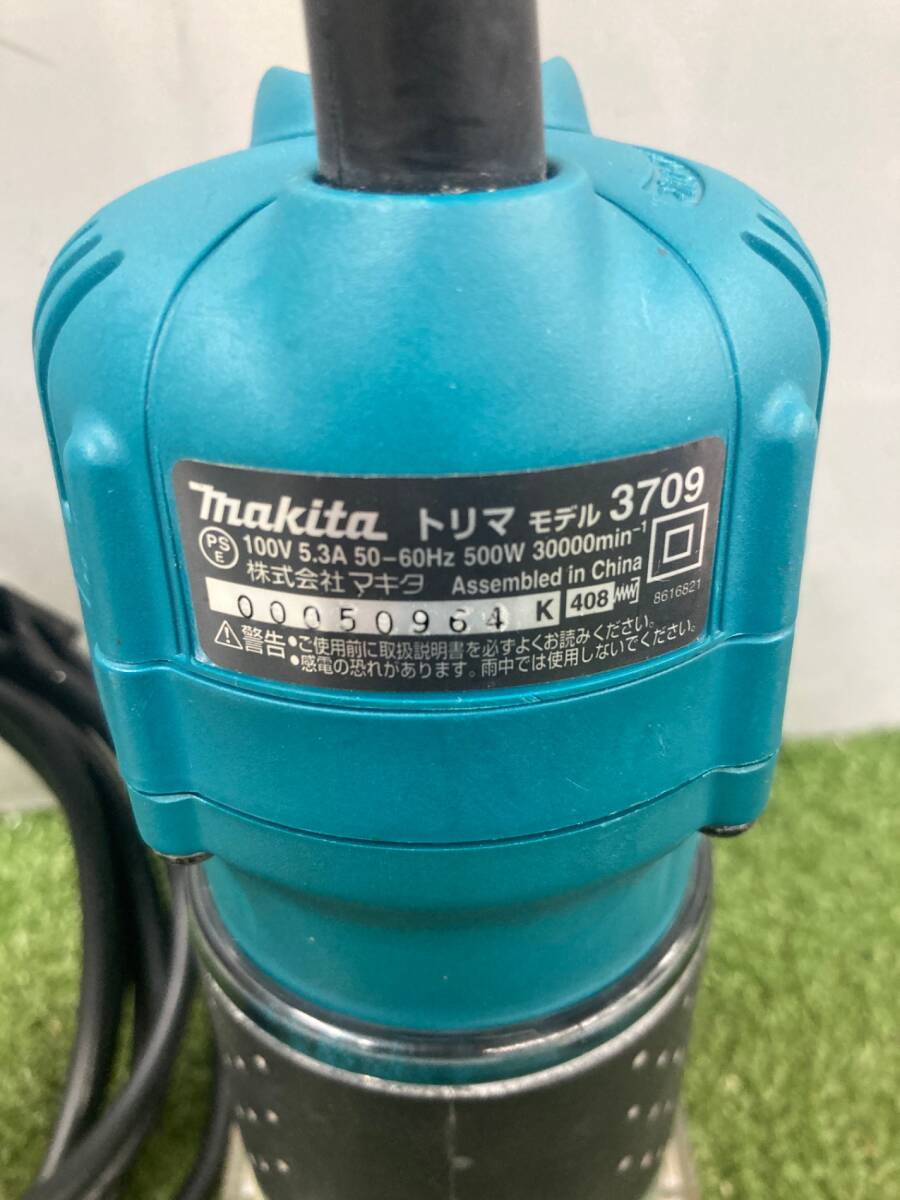 makita トリマ モデル 3709
PS E 100V 5.3A 50-60Hz 500W 30000min⁻¹
株式会社マキタ Assembled in China
00050964 K 408 8616821
⚠警告 ●ご使用前に取扱説明書を必ずよくお読みください。
●感電の恐れがあります。雨中では使用しないでください。